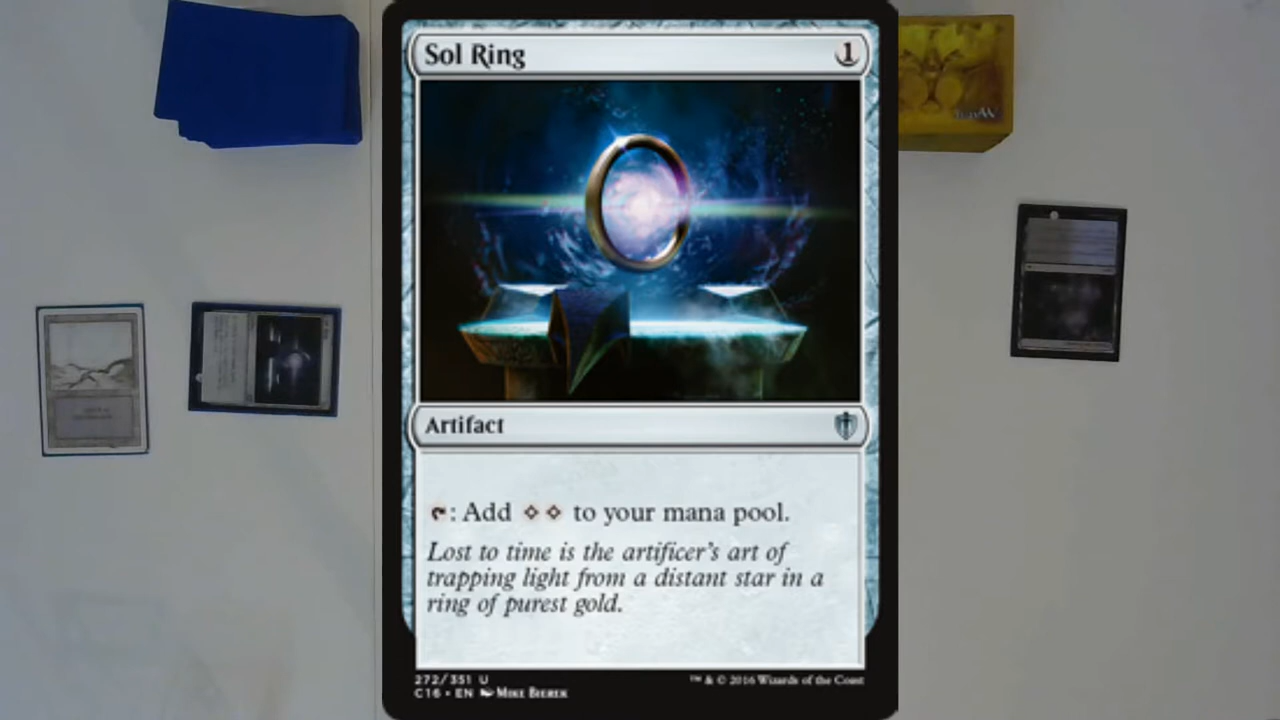 Sol Ring
1
Artifact
: Add to your mana pool.
Lost to time is the artificer's art of
trapping light from a distant star in a
ring of purest gold.
272/351 U
™ & © 2016 Wizards of the Coast
C16 • EN Mike Bierek